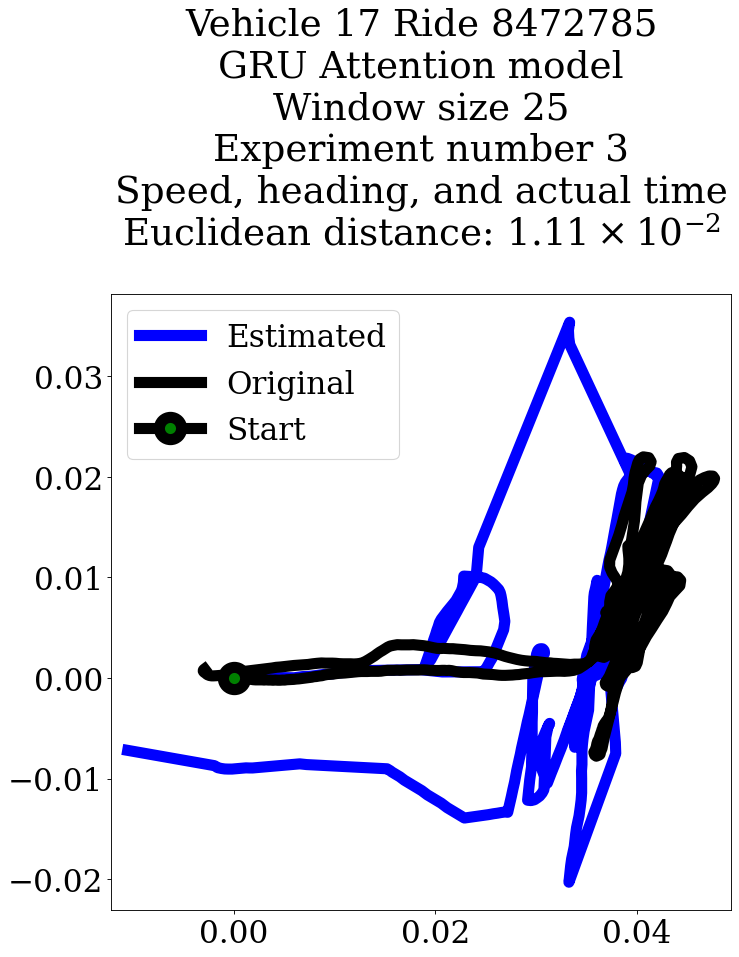 Vehicle 17 Ride 8472785
GRU Attention model
Window size 25
Experiment number 3
Speed, heading, and actual time
Euclidean distance: 1.11 × 10⁻²
Estimated
Original
Start
0.03
0.02
0.01
0.00
−0.01
−0.02
0.00 0.02 0.04